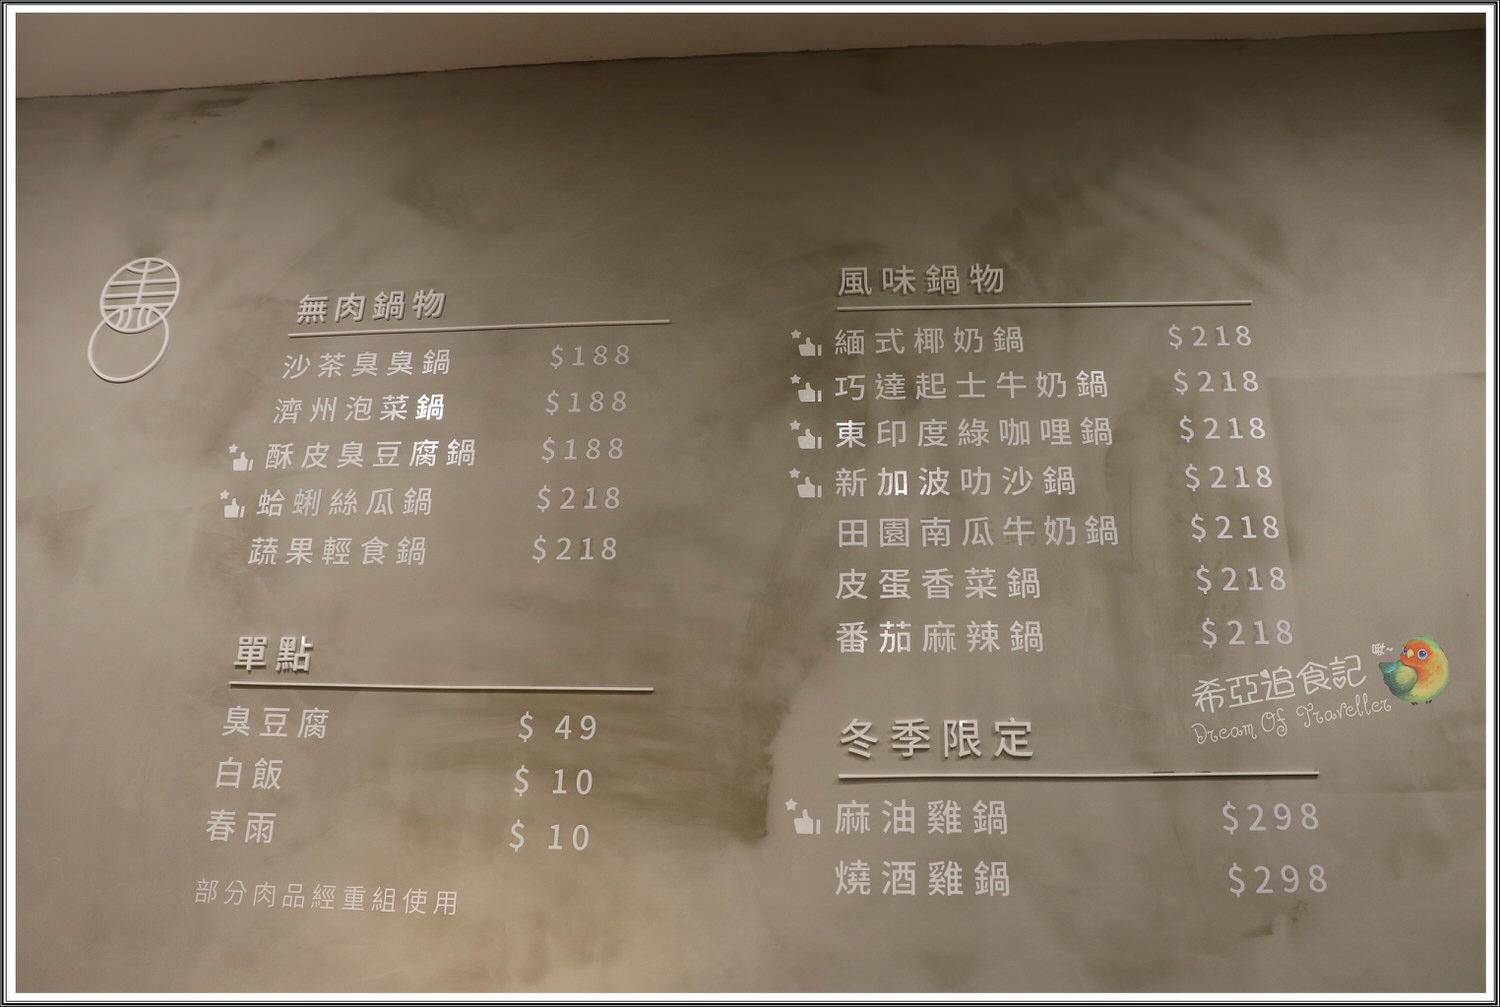 無肉鍋物
沙茶臭臭鍋 $188
濟州泡菜鍋 $188
酥皮臭豆腐鍋 $188
蛤蜊絲瓜鍋 $218
蔬果輕食鍋 $218
單點
臭豆腐 $ 49
白飯 $ 10
春雨 $ 10
部分肉品經重組使用
風味鍋物
緬式椰奶鍋 $218
巧達起士牛奶鍋 $218
東印度綠咖哩鍋 $218
新加波叻沙鍋 $218
田園南瓜牛奶鍋 $218
皮蛋香菜鍋 $218
番茄麻辣鍋 $218
冬季限定
麻油雞鍋 $298
燒酒雞鍋 $298
希亞追食記
Dream Of Traveller